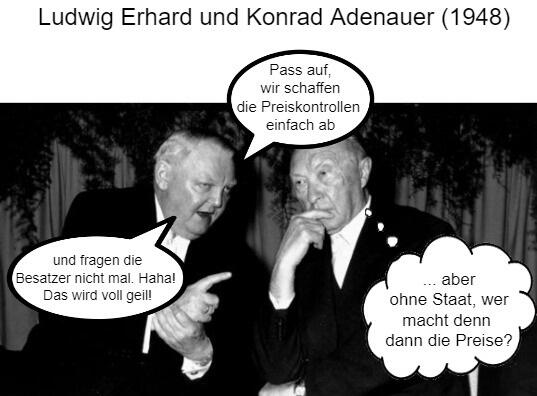 Ludwig Erhard und Konrad Adenauer (1948)
Pass auf,
wir schaffen
die Preiskontrollen
einfach ab
und fragen die
Besatzer nicht mal. Haha!
Das wird voll geil!
... aber
ohne Staat, wer
macht denn
dann die Preise?